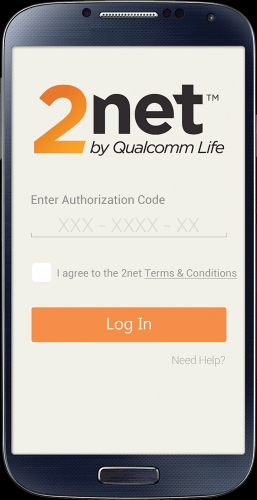 2net™
by Qualcomm Life
Enter Authorization Code
XXX - XXXX - XX
I agree to the 2net Terms & Conditions
Log In
Need Help?